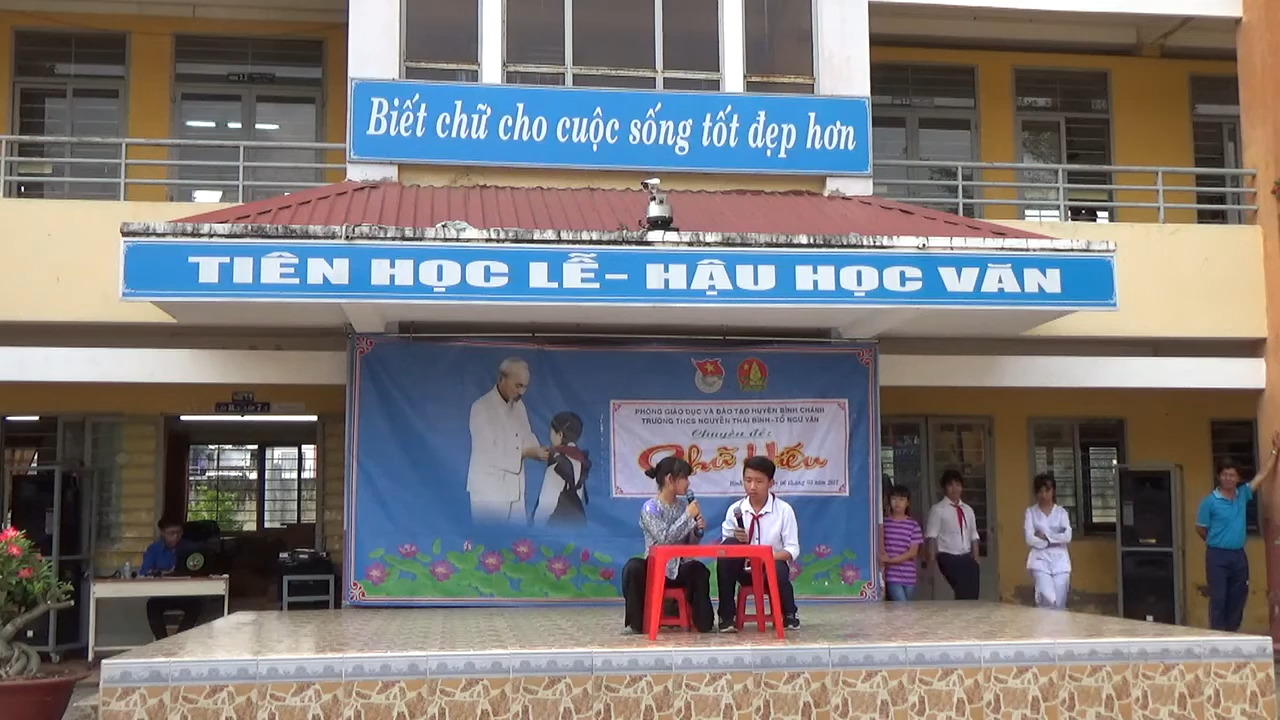 Biết chữ cho cuộc sống tốt đẹp hơn
TIÊN HỌC LỄ - HẬU HỌC VĂN
PHÒNG GIÁO DỤC VÀ ĐÀO TẠO HUYỆN BÌNH CHÁNH
TRƯỜNG THCS NGUYỄN THÁI BÌNH - TỔ NGỮ VĂN
Chuyên đề:
Chữ Hiếu